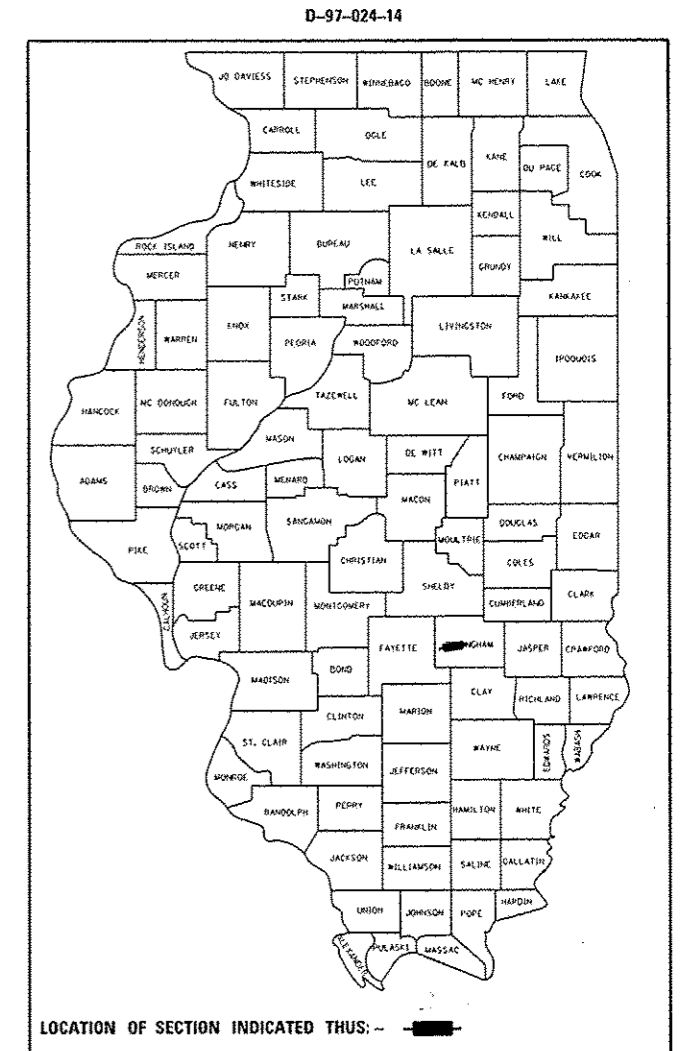 D-97-024-14
JO DAVIESS STEPHENSON WINNEBAGO BOONE MC HENRY LAKE
CARROLL OGLE DE KALB KANE DU PAGE COOK
WHITESIDE LEE
KENDALL WILL
ROCK ISLAND HENRY BUREAU LA SALLE GRUNDY
MERCER PUTNAM
STARK MARSHALL KANKAKEE
HENDERSON WARREN KNOX PEORIA WOODFORD LIVINGSTON IROQUOIS
HANCOCK MC DONOUGH FULTON TAZEWELL MC LEAN FORD
MASON
SCHUYLER LOGAN DE WITT CHAMPAIGN VERMILION
ADAMS BROWN CASS MENARD PIATT
MACON
MORGAN SANGAMON DOUGLAS
PIKE SCOTT CHRISTIAN MOULTRIE EDGAR
COLES
GREENE SHELBY
CALHOUN MACOUPIN MONTGOMERY CUMBERLAND CLARK
JERSEY
FAYETTE INGHAM JASPER CRAWFORD
MADISON BOND
CLAY RICHLAND LAWRENCE
CLINTON MARION
ST. CLAIR WAYNE EDWARDS WABASH
WASHINGTON JEFFERSON
MONROE
RANDOLPH PERRY HAMILTON WHITE
FRANKLIN
JACKSON WILLIAMSON SALINE GALLATIN
UNION JOHNSON POPE HARDIN
ALEXANDER PULASKI MASSAC
LOCATION OF SECTION INDICATED THUS: -